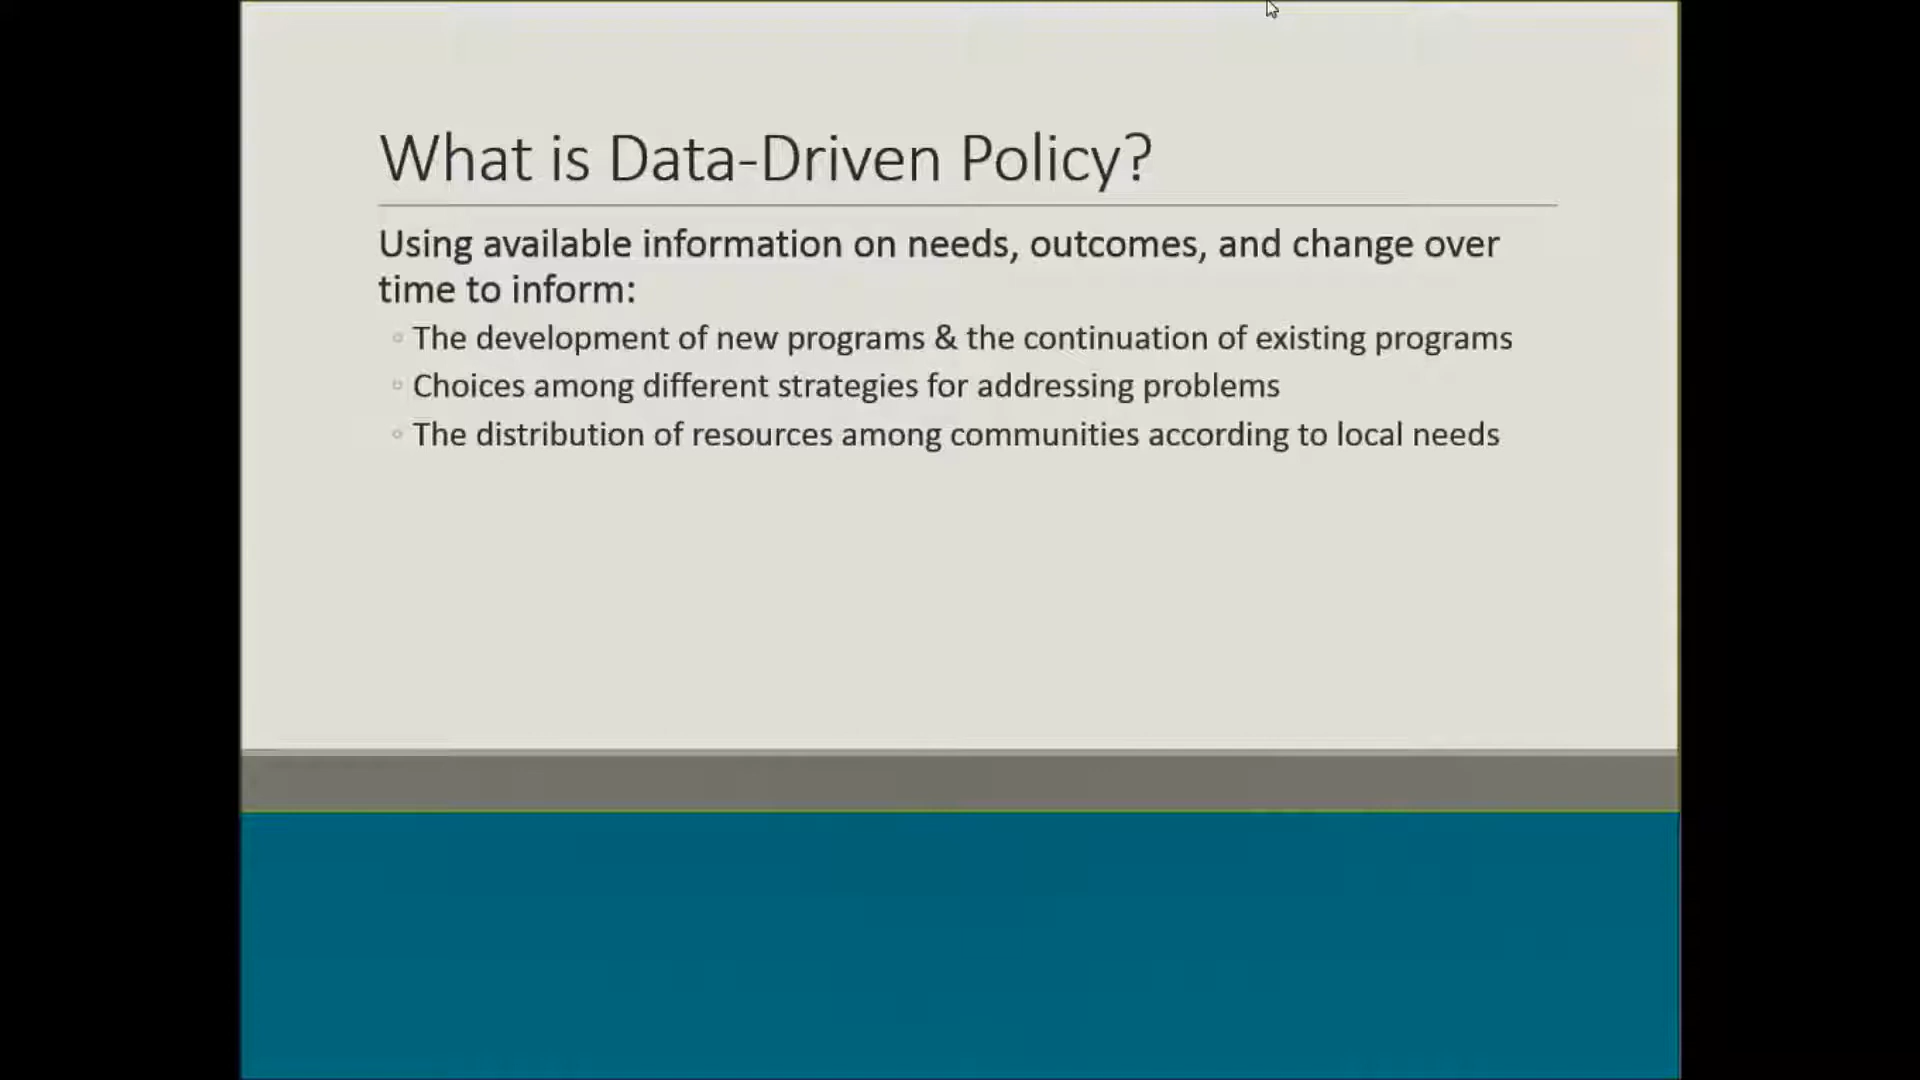 What is Data-Driven Policy?
Using available information on needs, outcomes, and change over
time to inform:
◦ The development of new programs & the continuation of existing programs
◦ Choices among different strategies for addressing problems
◦ The distribution of resources among communities according to local needs